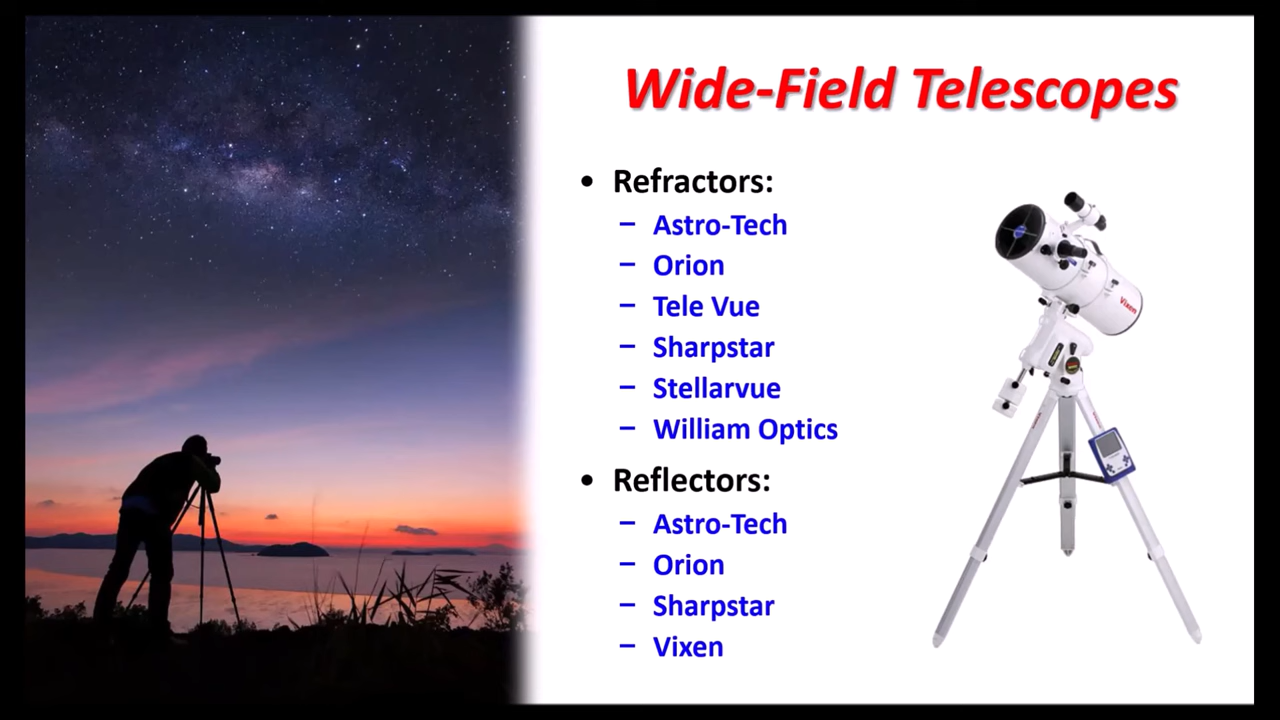 Wide-Field Telescopes
• Refractors:
– Astro-Tech
– Orion
– Tele Vue
– Sharpstar
– Stellarvue
– William Optics
• Reflectors:
– Astro-Tech
– Orion
– Sharpstar
– Vixen
Vixen